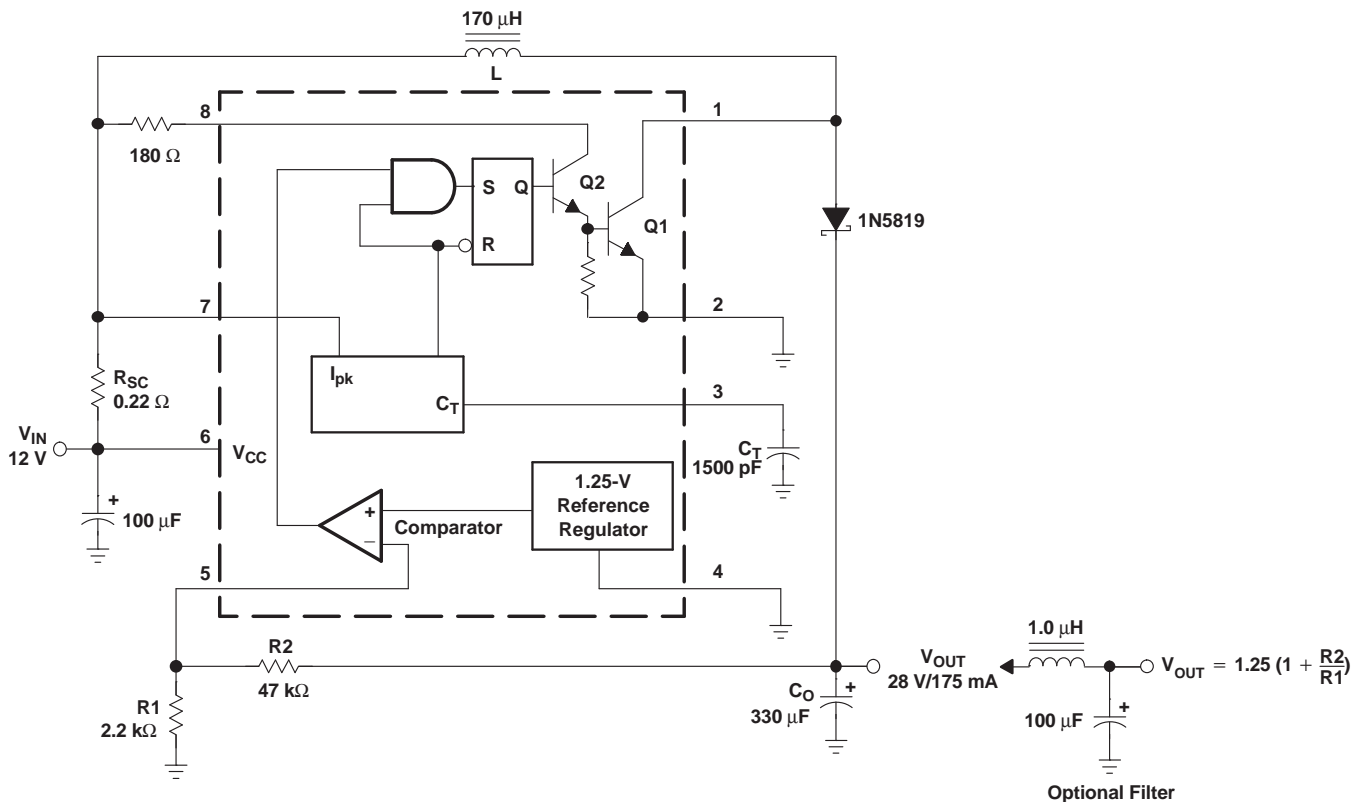 170 μH
L
8
1
180 Ω
S
Q
Q2
R
Q1
1N5819
7
2
Ipk
CT
3
RSC
0.22 Ω
VIN
12 V
6
VCC
CT
1500 pF
100 μF
+
+
–
Comparator
1.25-V
Reference
Regulator
5
4
R2
47 kΩ
R1
2.2 kΩ
VOUT
28 V/175 mA
CO
330 μF
+
1.0 μH
VOUT = 1.25 (1 + R2/R1)
100 μF
+
Optional Filter